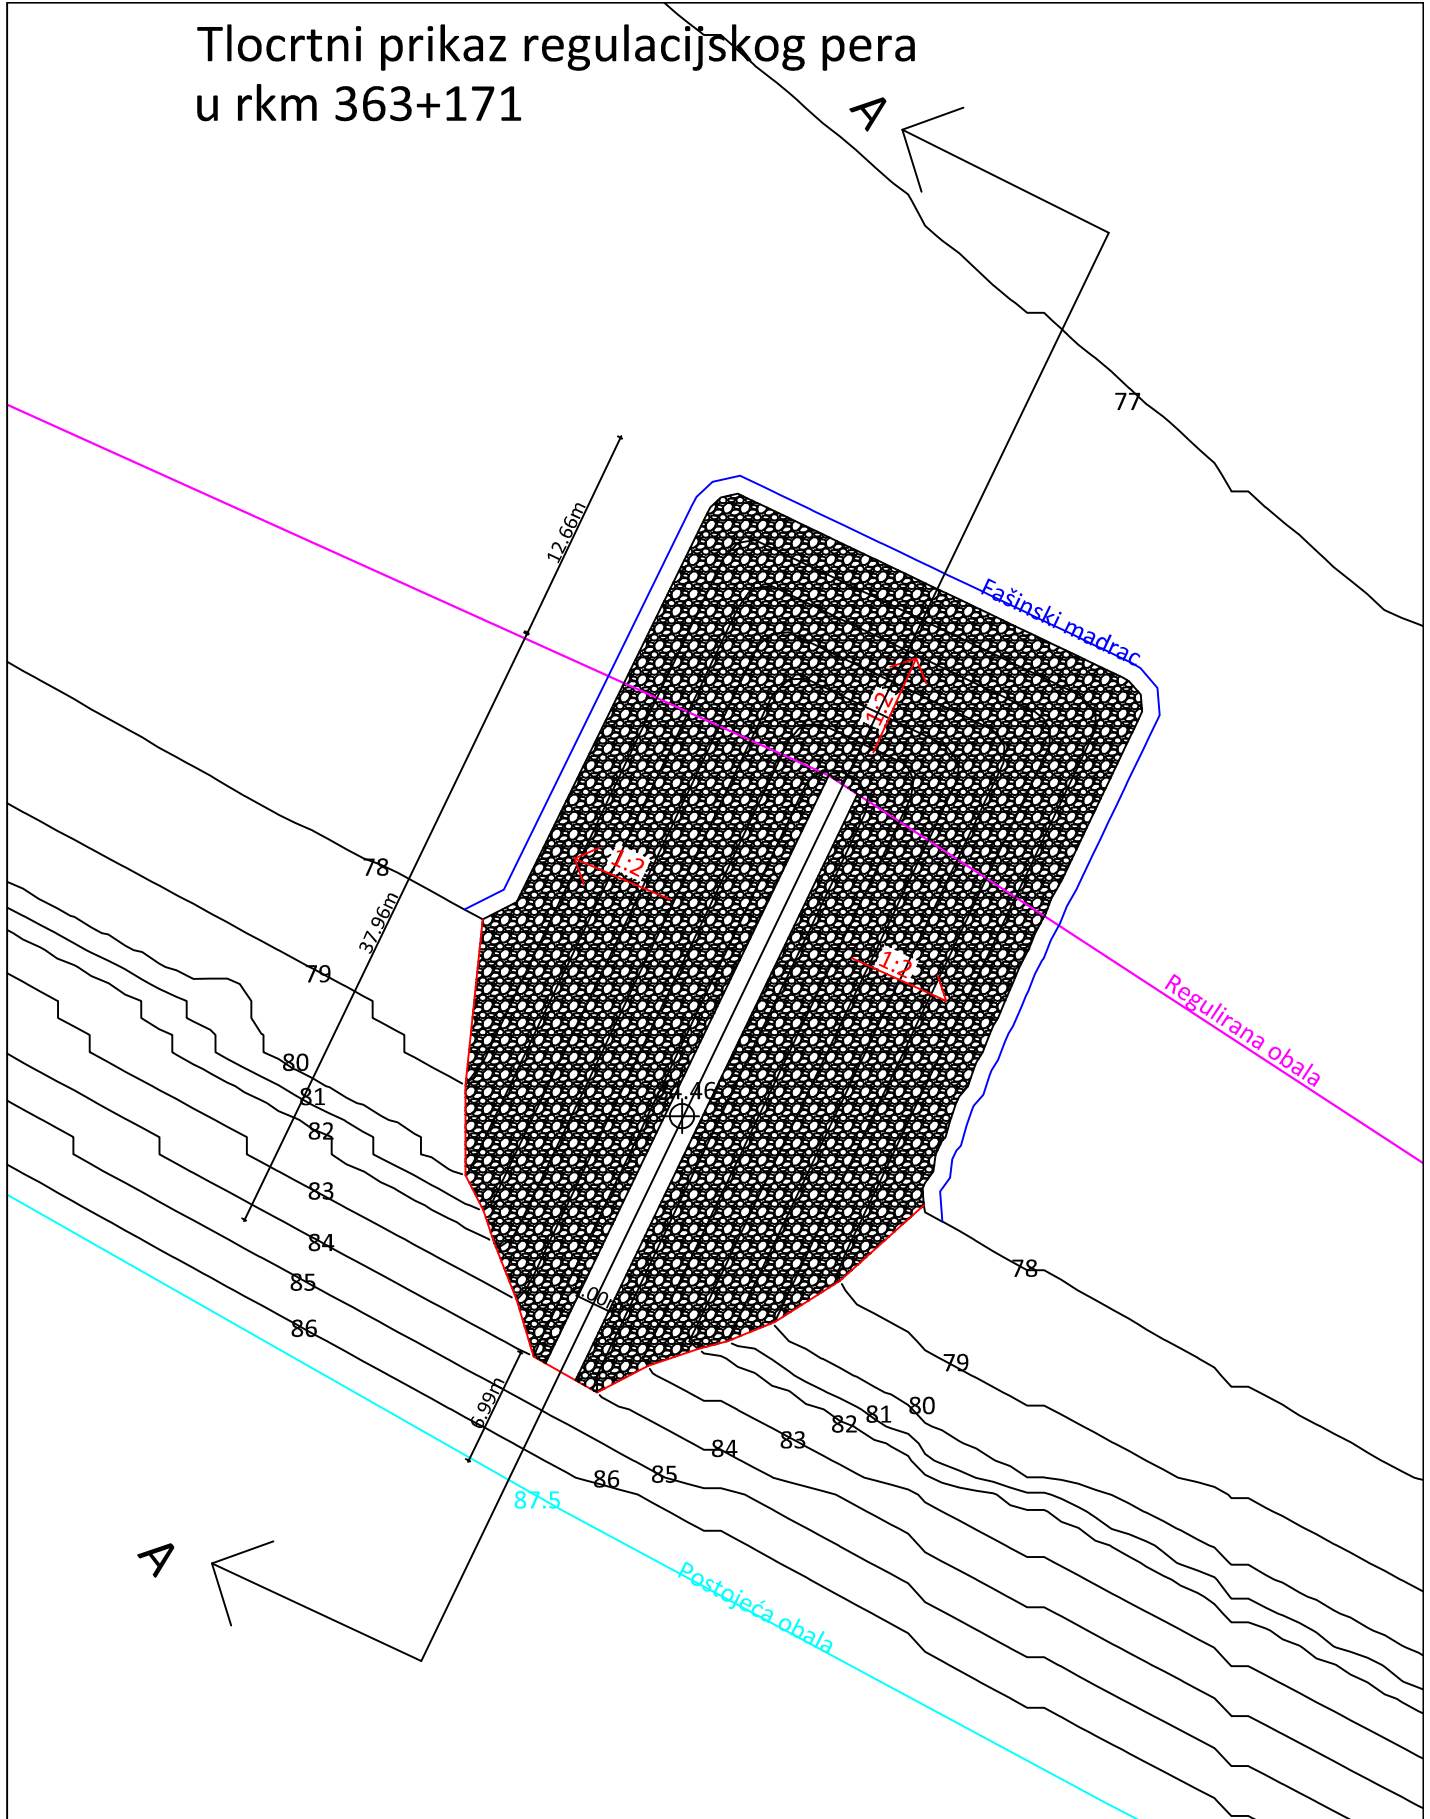 Tlocrtni prikaz regulacijskog pera
u rkm 363+171
A
77
12.66m
Fašinski madrac
1:2
78
1:2
37.96m
1:2
79
Regulirana obala
80
81
82
83
84
85
86
78
79
80
81
82
83
84
85
86
6.99m
87.5
A
Postojeća obala